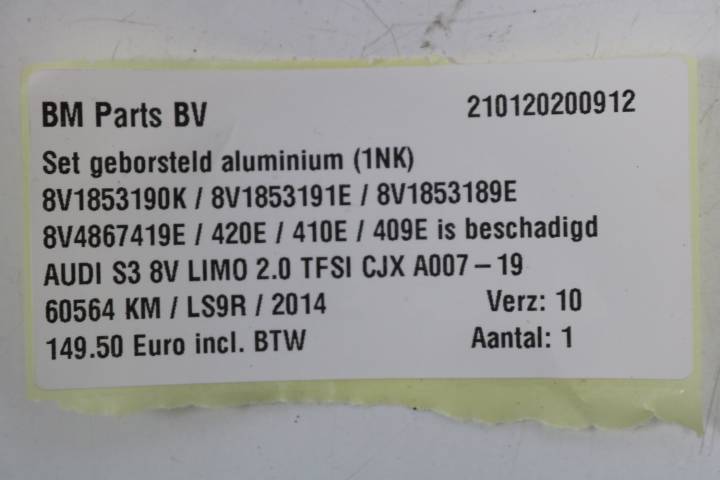 BM Parts BV 210120200912
Set geborsteld aluminium (1NK)
8V1853190K / 8V1853191E / 8V1853189E
8V4867419E / 420E / 410E / 409E is beschadigd
AUDI S3 8V LIMO 2.0 TFSI CJX A007 – 19
60564 KM / LS9R / 2014 Verz: 10
149.50 Euro incl. BTW Aantal: 1